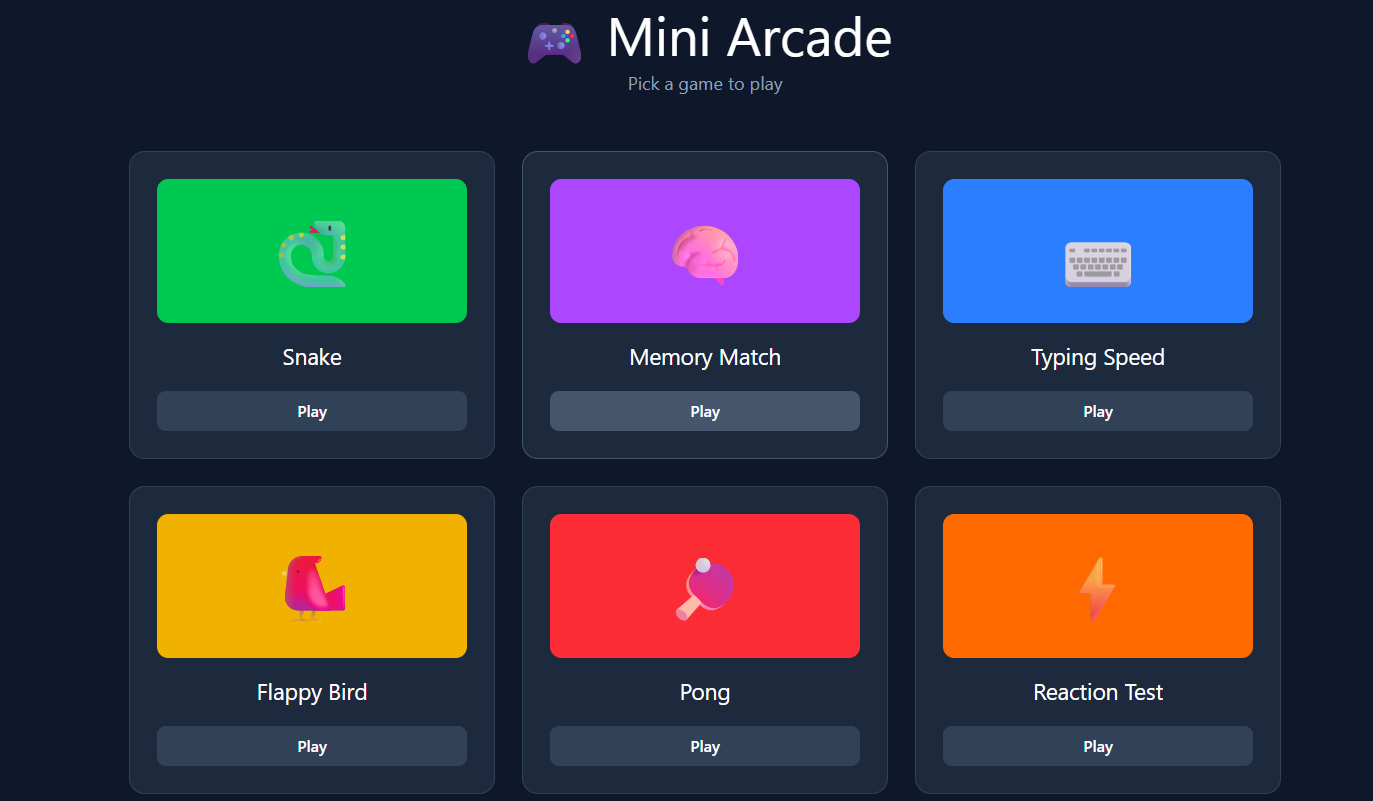 Mini Arcade
Pick a game to play
Snake
Memory Match
Typing Speed
Play
Play
Play
Flappy Bird
Pong
Reaction Test
Play
Play
Play